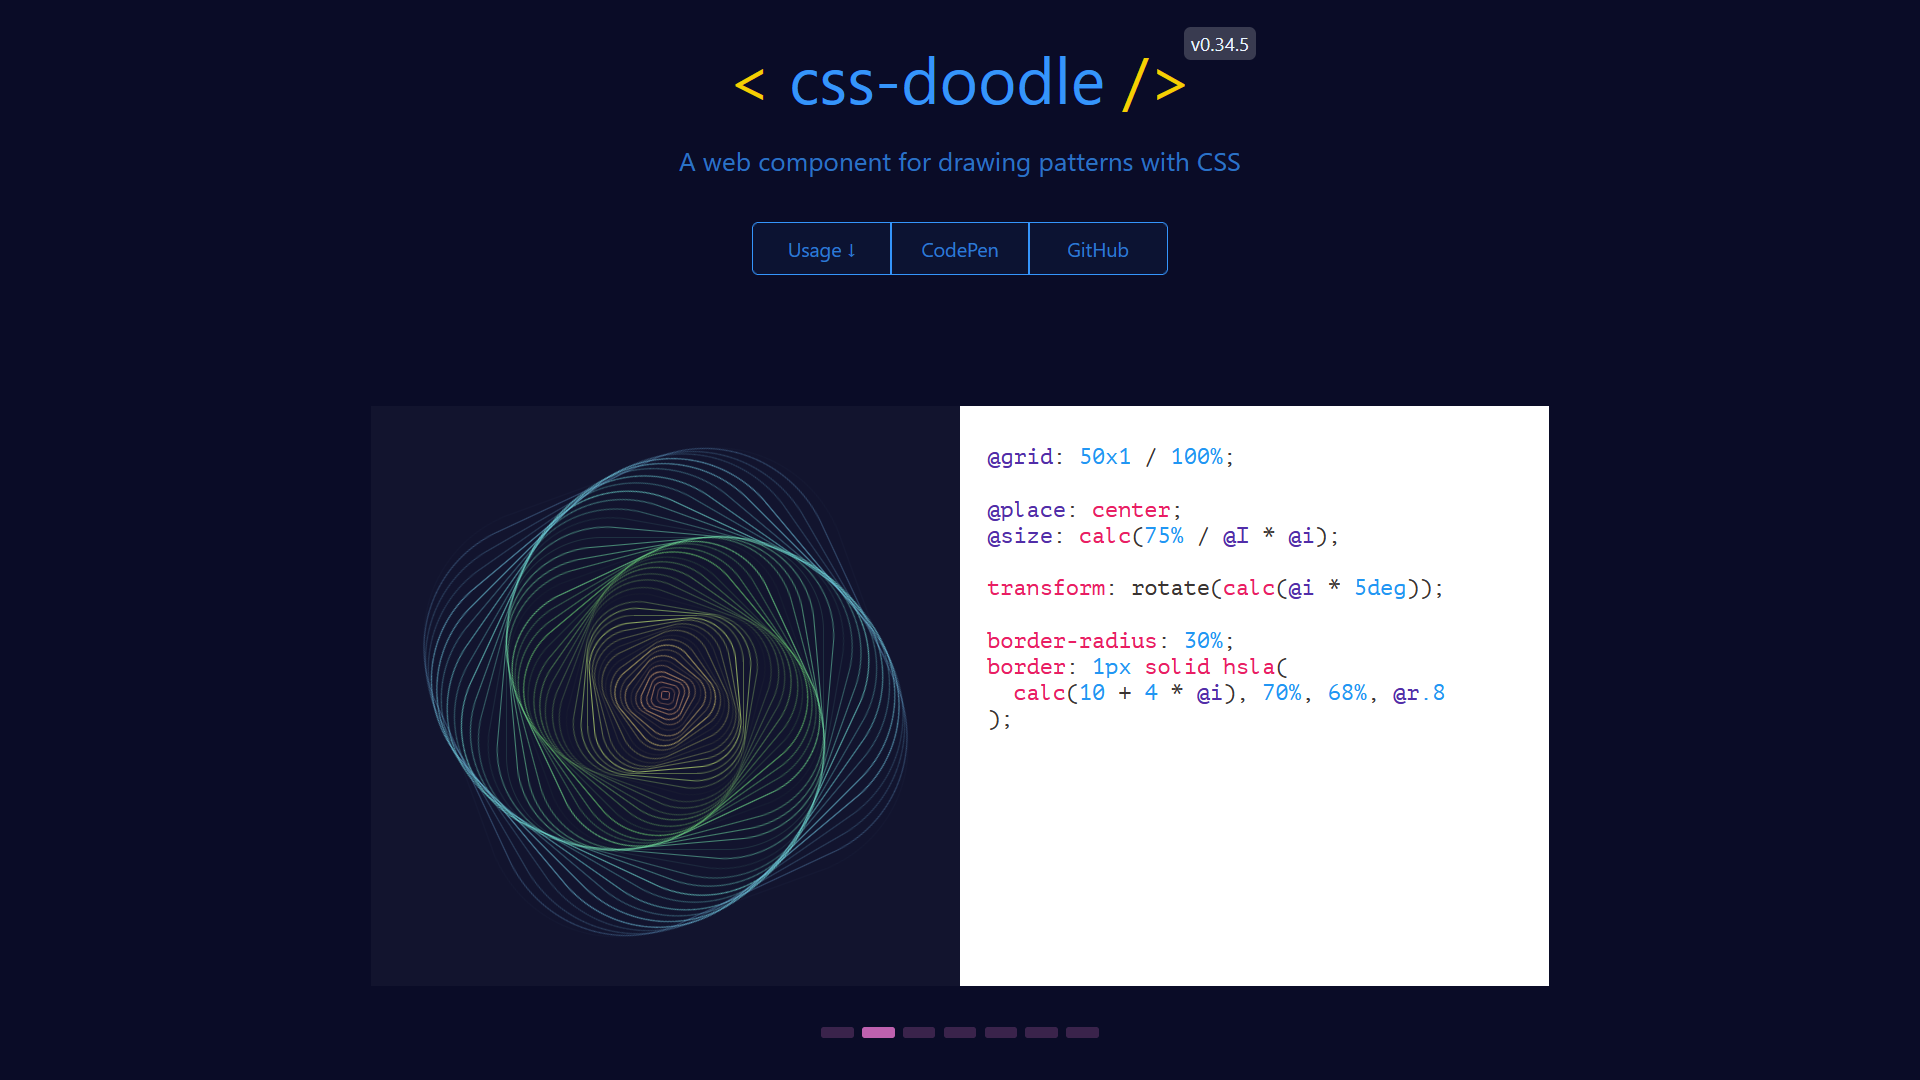 < css-doodle />
v0.34.5
A web component for drawing patterns with CSS
Usage ↓
CodePen
GitHub
@grid: 50x1 / 100%;
@place: center;
@size: calc(75% / @I * @i);
transform: rotate(calc(@i * 5deg));
border-radius: 30%;
border: 1px solid hsla(
  calc(10 + 4 * @i), 70%, 68%, @r.8
);